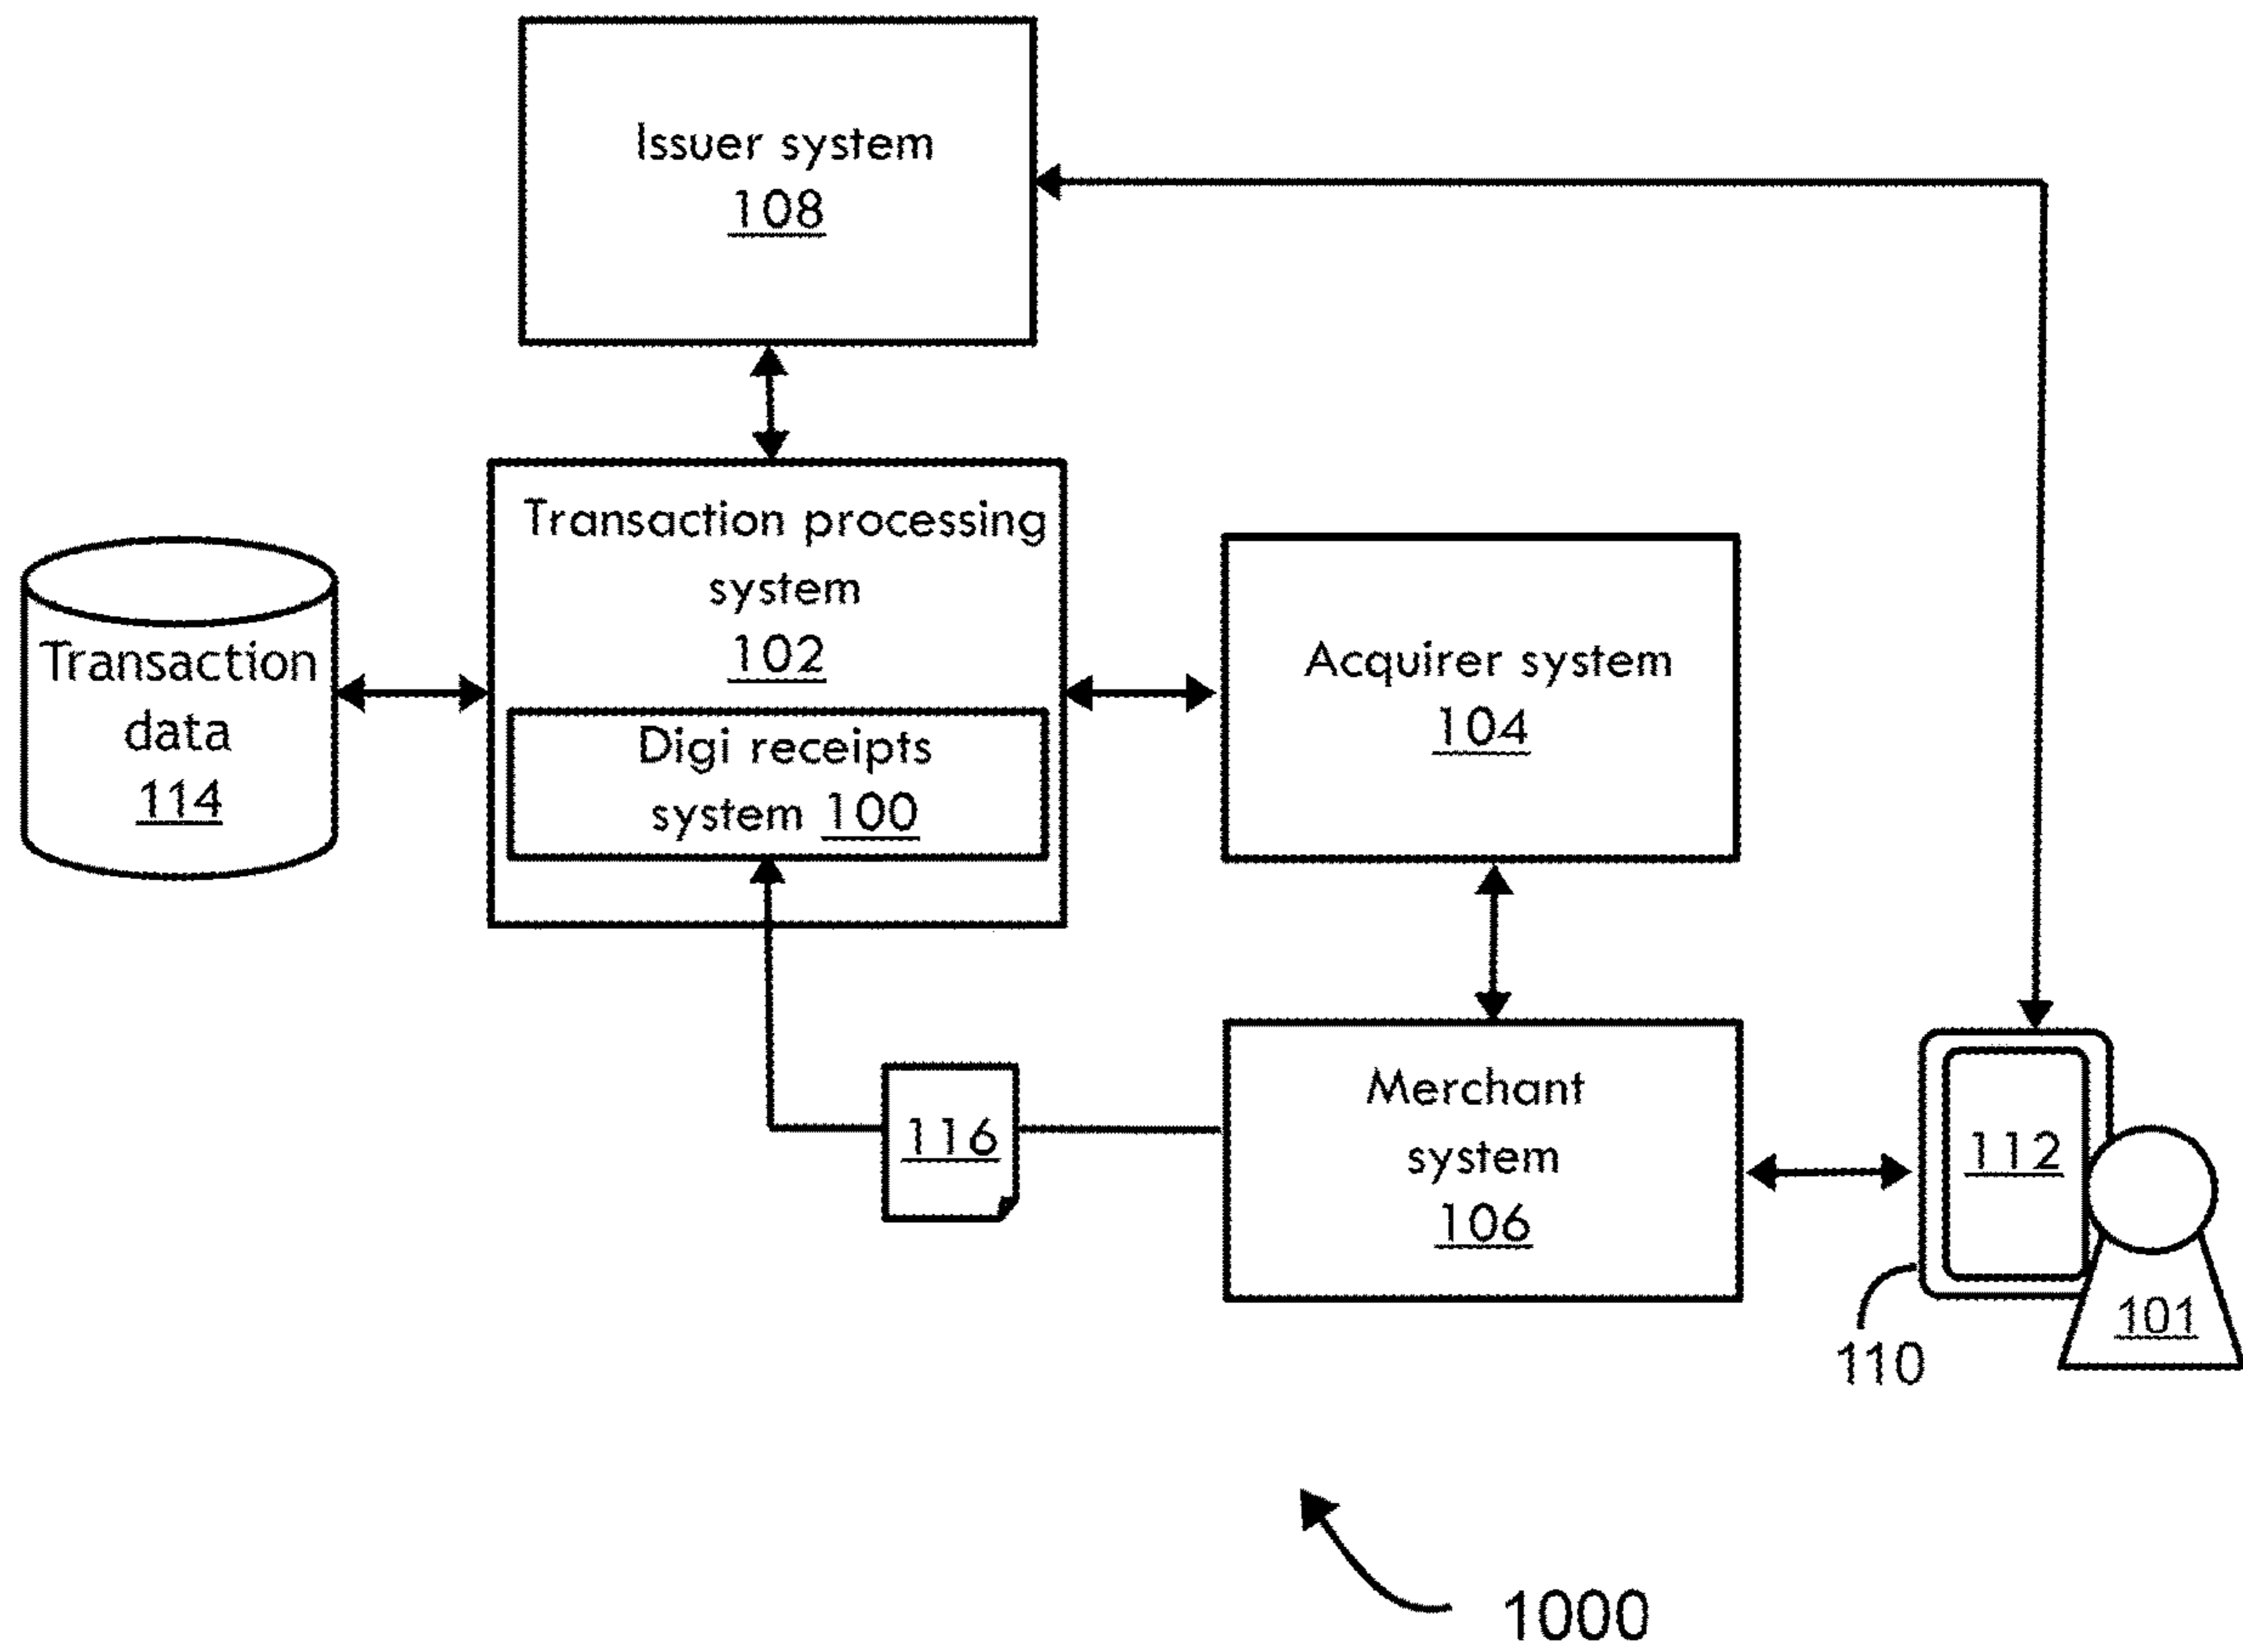 Issuer system
108
Transaction processing
system
102
Digi receipts
system 100
Transaction
data
114
Acquirer system
104
Merchant
system
106
116
112
110
101
1000